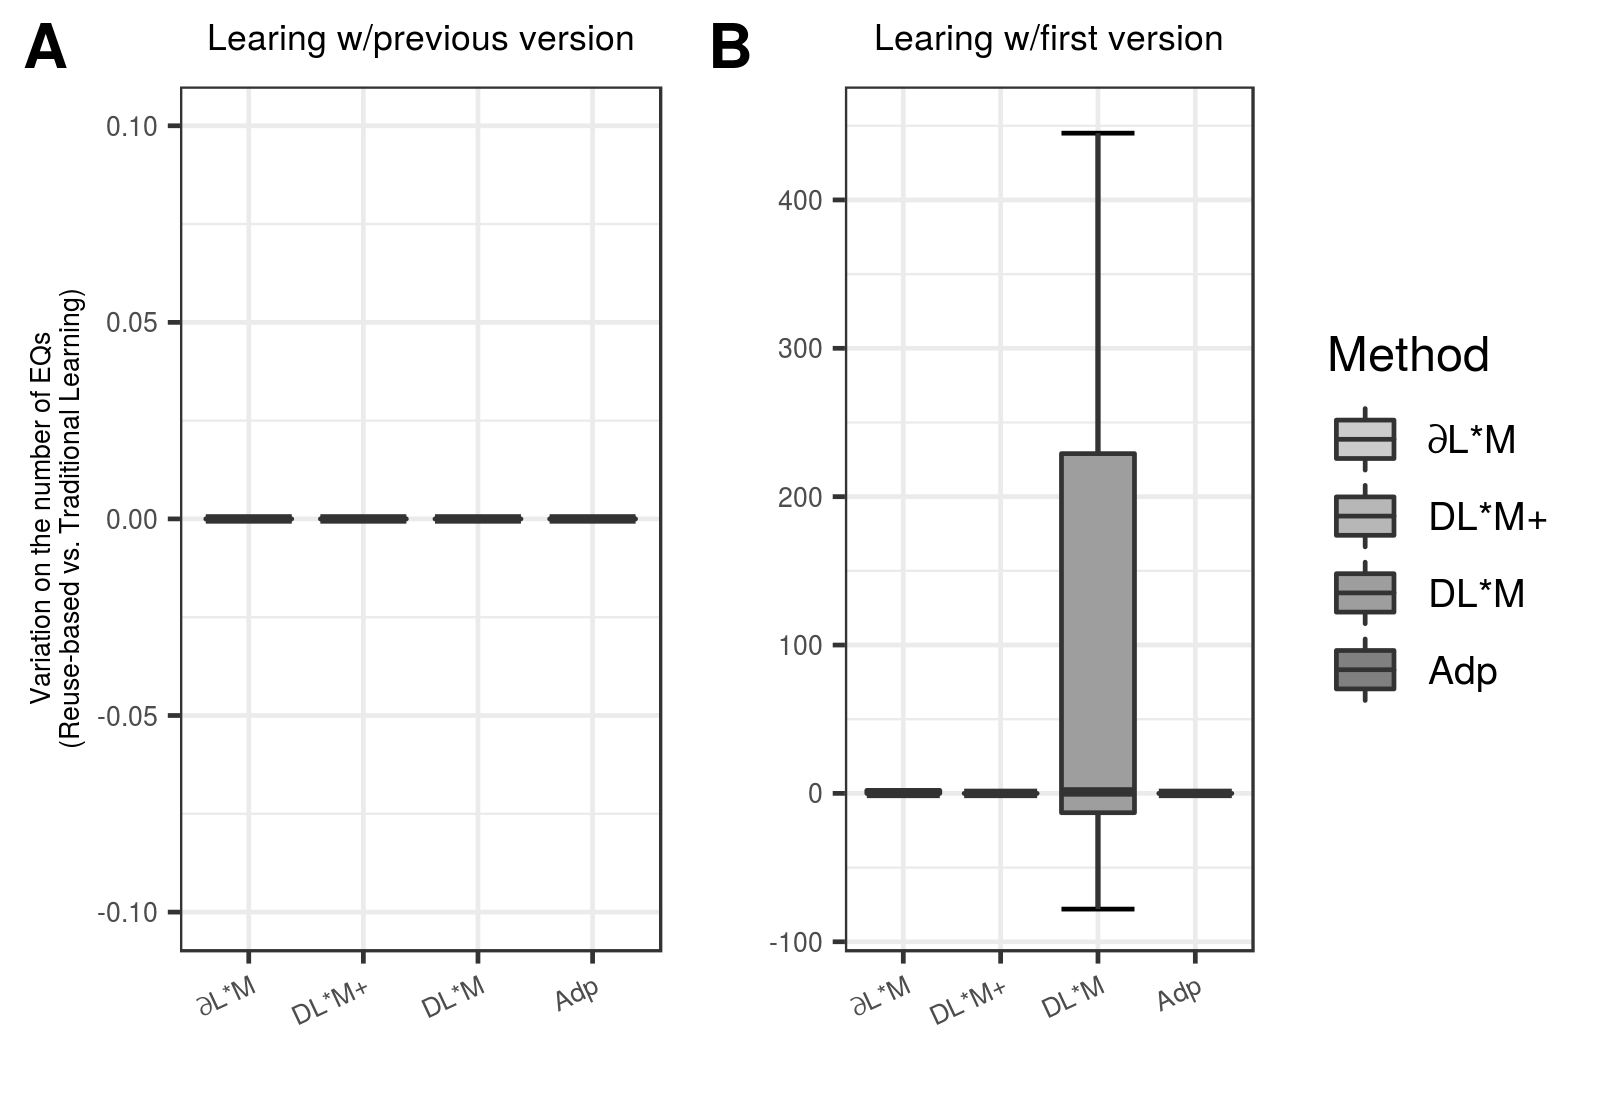 A
Learing w/previous version
Variation on the number of EQs
(Reuse-based vs. Traditional Learning)
0.10
0.05
0.00
-0.05
-0.10
∂L*M
DL*M+
DL*M
Adp
B
Learing w/first version
400
300
200
100
0
-100
∂L*M
DL*M+
DL*M
Adp
Method
∂L*M
DL*M+
DL*M
Adp